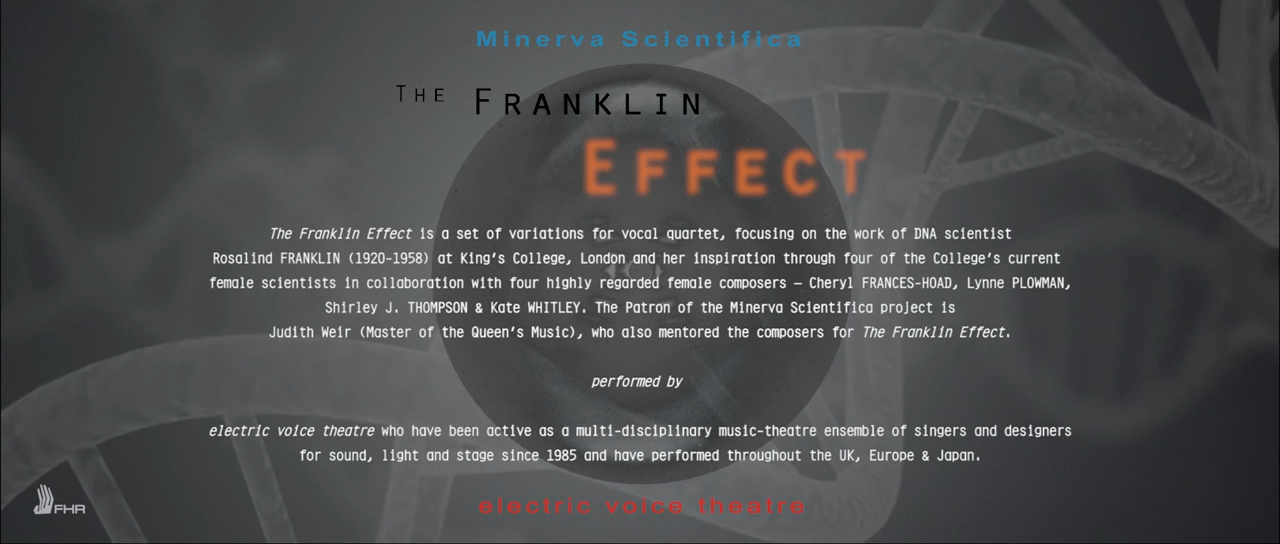 Minerva Scientifica
THE FRANKLIN
EFFECT
The Franklin Effect is a set of variations for vocal quartet, focusing on the work of DNA scientist
Rosalind FRANKLIN (1920-1958) at King's College, London and her inspiration through four of the College's current
female scientists in collaboration with four highly regarded female composers – Cheryl FRANCES-HOAD, Lynne PLOWMAN,
Shirley J. THOMPSON & Kate WHITLEY. The Patron of the Minerva Scientifica project is
Judith Weir (Master of the Queen's Music), who also mentored the composers for The Franklin Effect.
performed by
electric voice theatre who have been active as a multi-disciplinary music-theatre ensemble of singers and designers
for sound, light and stage since 1985 and have performed throughout the UK, Europe & Japan.
FHR
electric voice theatre